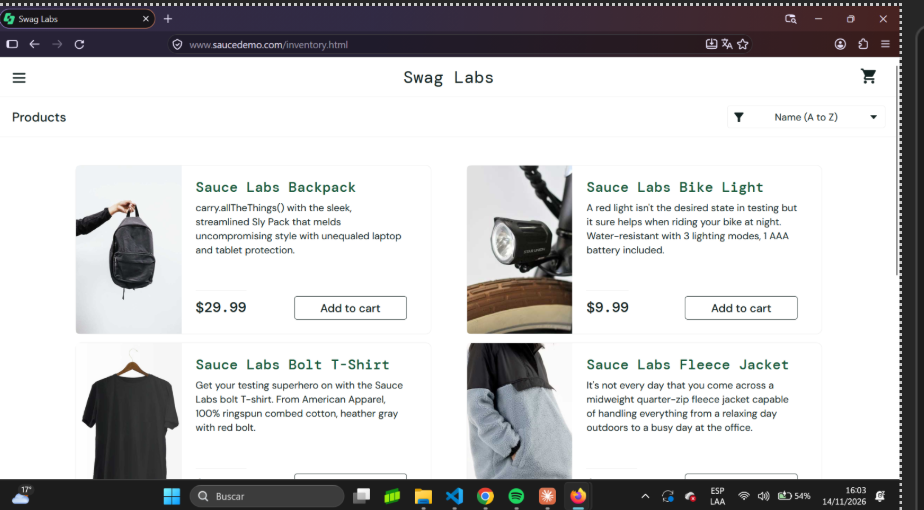 Swag Labs
www.saucedemo.com/inventory.html
Swag Labs
Products
Name (A to Z)
Sauce Labs Backpack
carry.allTheThings() with the sleek,
streamlined Sly Pack that melds
uncompromising style with unequaled laptop
and tablet protection.
$29.99
Add to cart
Sauce Labs Bike Light
A red light isn't the desired state in testing but
it sure helps when riding your bike at night.
Water-resistant with 3 lighting modes, 1 AAA
battery included.
$9.99
Add to cart
Sauce Labs Bolt T-Shirt
Get your testing superhero on with the Sauce
Labs bolt T-shirt. From American Apparel,
100% ringspun combed cotton, heather gray
with red bolt.
Sauce Labs Fleece Jacket
It's not every day that you come across a
midweight quarter-zip fleece jacket capable
of handling everything from a relaxing day
outdoors to a busy day at the office.
17°
Buscar
ESP
LAA
54%
16:03
14/11/2026